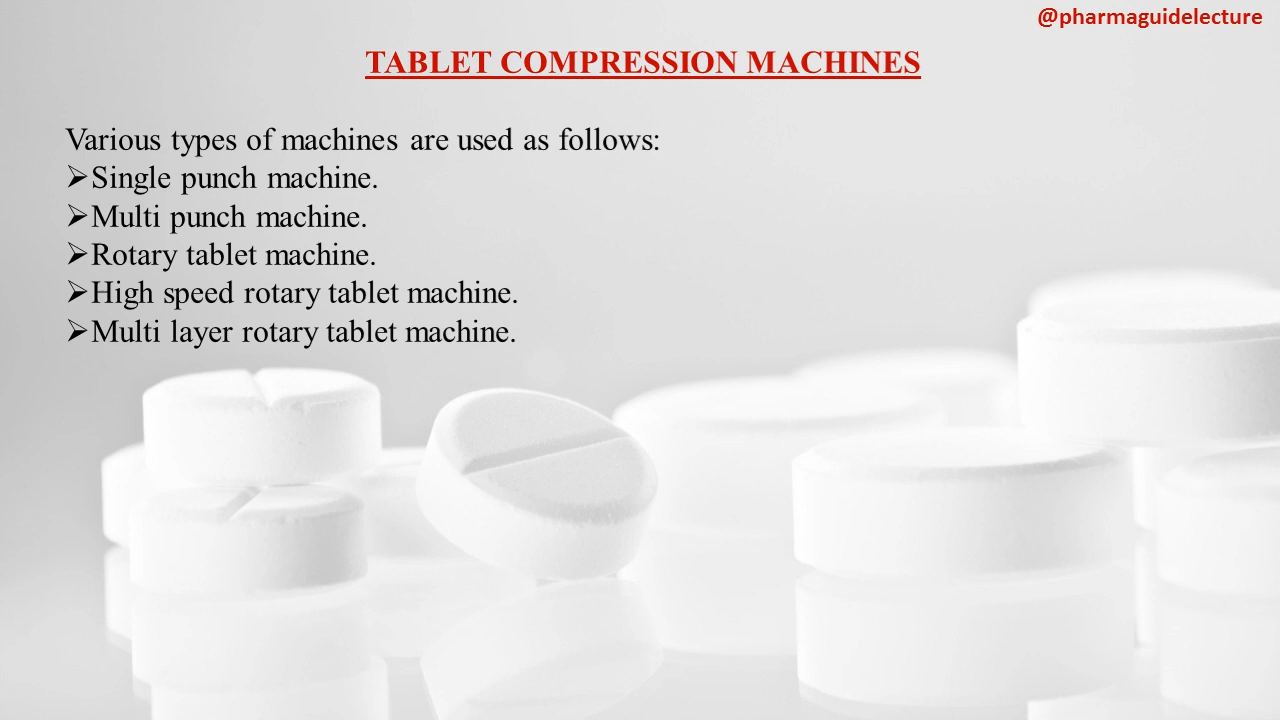 @pharmaguidelecture
TABLET COMPRESSION MACHINES
Various types of machines are used as follows:
➢Single punch machine.
➢Multi punch machine.
➢Rotary tablet machine.
➢High speed rotary tablet machine.
➢Multi layer rotary tablet machine.